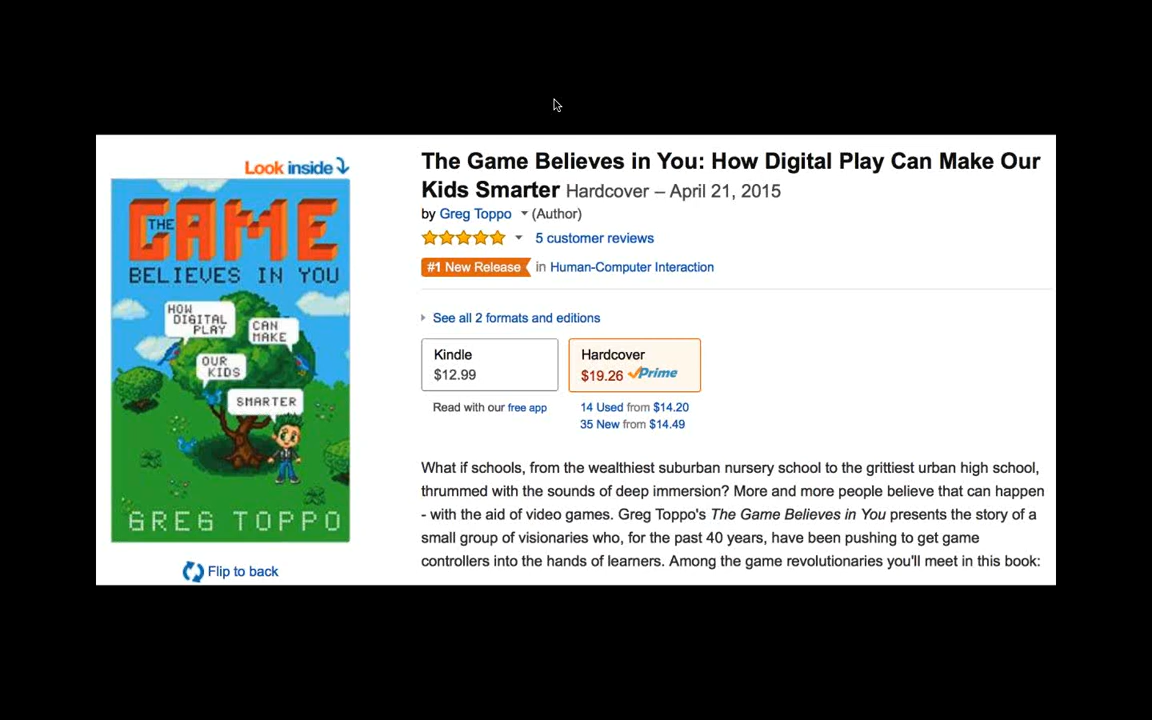 Look inside
THE
GAME
BELIEVES IN YOU
HOW
DIGITAL
PLAY
CAN
MAKE
OUR
KIDS
SMARTER
GREG TOPPO
Flip to back
The Game Believes in You: How Digital Play Can Make Our
Kids Smarter Hardcover – April 21, 2015
by Greg Toppo (Author)
5 customer reviews
#1 New Release in Human-Computer Interaction
See all 2 formats and editions
Kindle
$12.99
Hardcover
$19.26 Prime
Read with our free app
14 Used from $14.20
35 New from $14.49
What if schools, from the wealthiest suburban nursery school to the grittiest urban high school,
thrummed with the sounds of deep immersion? More and more people believe that can happen
- with the aid of video games. Greg Toppo's The Game Believes in You presents the story of a
small group of visionaries who, for the past 40 years, have been pushing to get game
controllers into the hands of learners. Among the game revolutionaries you'll meet in this book: